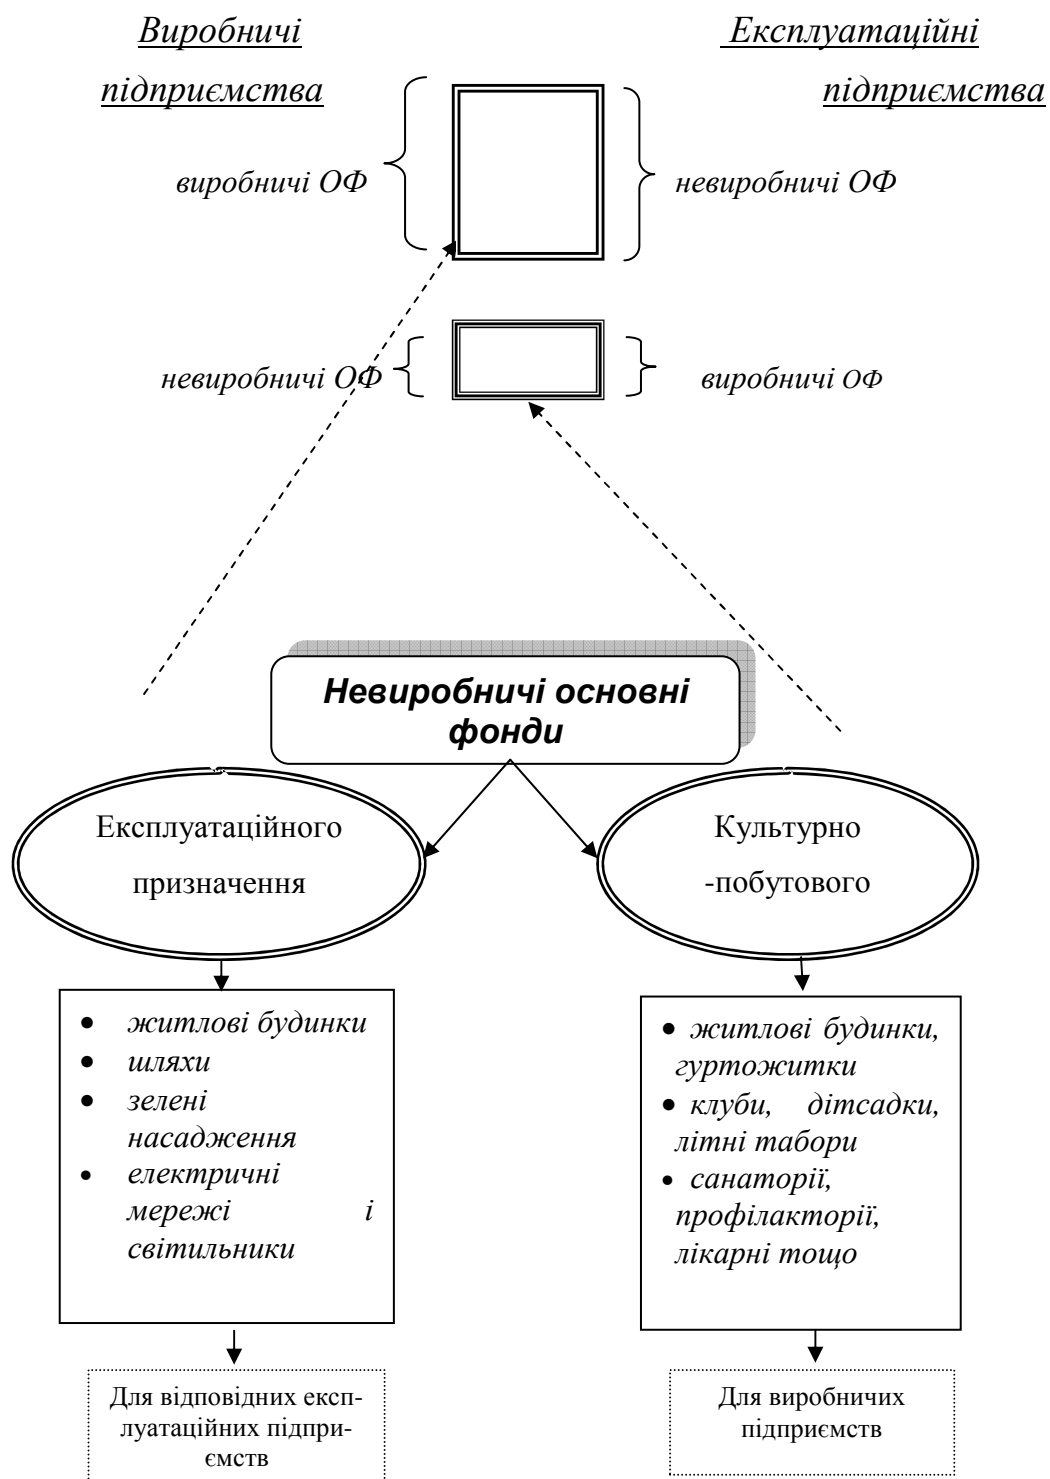 Виробничі
підприємства
Експлуатаційні
підприємства
виробничі ОФ
невиробничі ОФ
невиробничі ОФ
виробничі ОФ
Невиробничі основні
фонди
Експлуатаційного
призначення
Культурно
-побутового
• житлові будинки
• шляхи
• зелені
насадження
• електричні
мережі і
світильники
• житлові будинки,
гуртожитки
• клуби, дітсадки,
літні табори
• санаторії,
профілакторії,
лікарні тощо
Для відповідних експ-
луатаційних підпри-
ємств
Для виробничих
підприємств